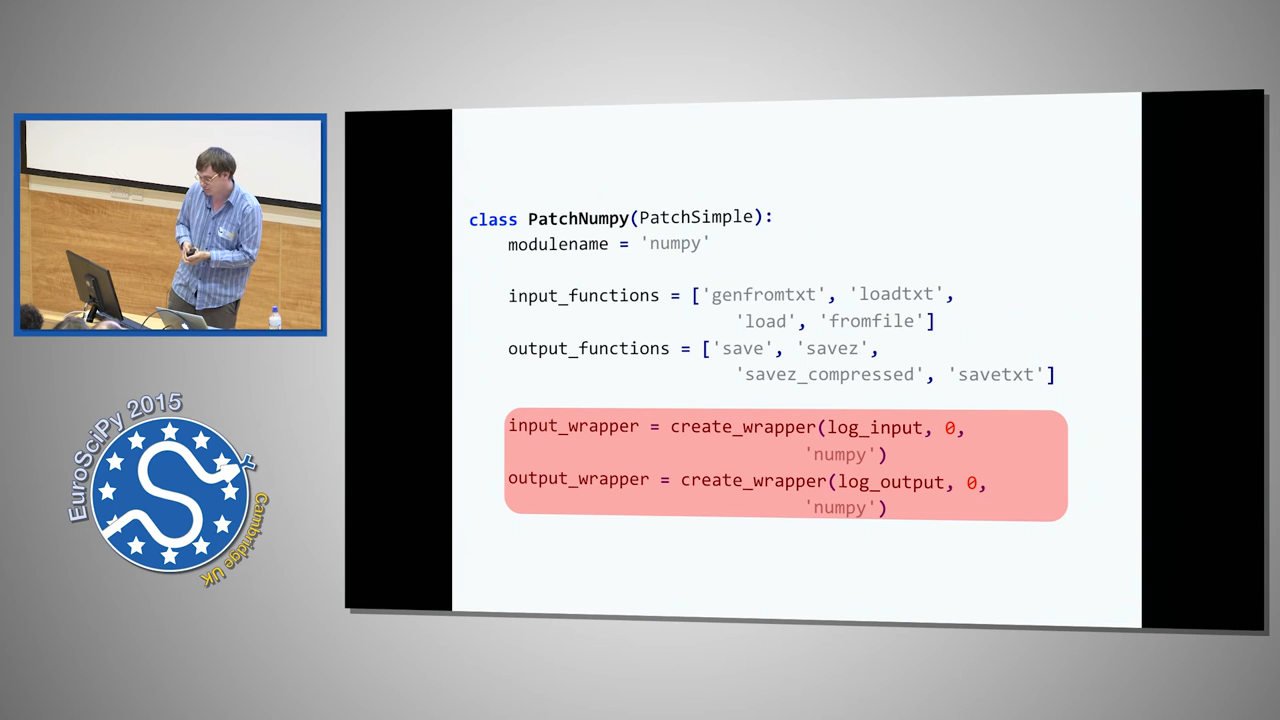 class PatchNumpy(PatchSimple):
modulename = 'numpy'
input_functions = ['genfromtxt', 'loadtxt',
'load', 'fromfile']
output_functions = ['save', 'savez',
'savez_compressed', 'savetxt']
input_wrapper = create_wrapper(log_input, 0,
'numpy')
output_wrapper = create_wrapper(log_output, 0,
'numpy')
EuroSciPy 2015
Cambridge UK